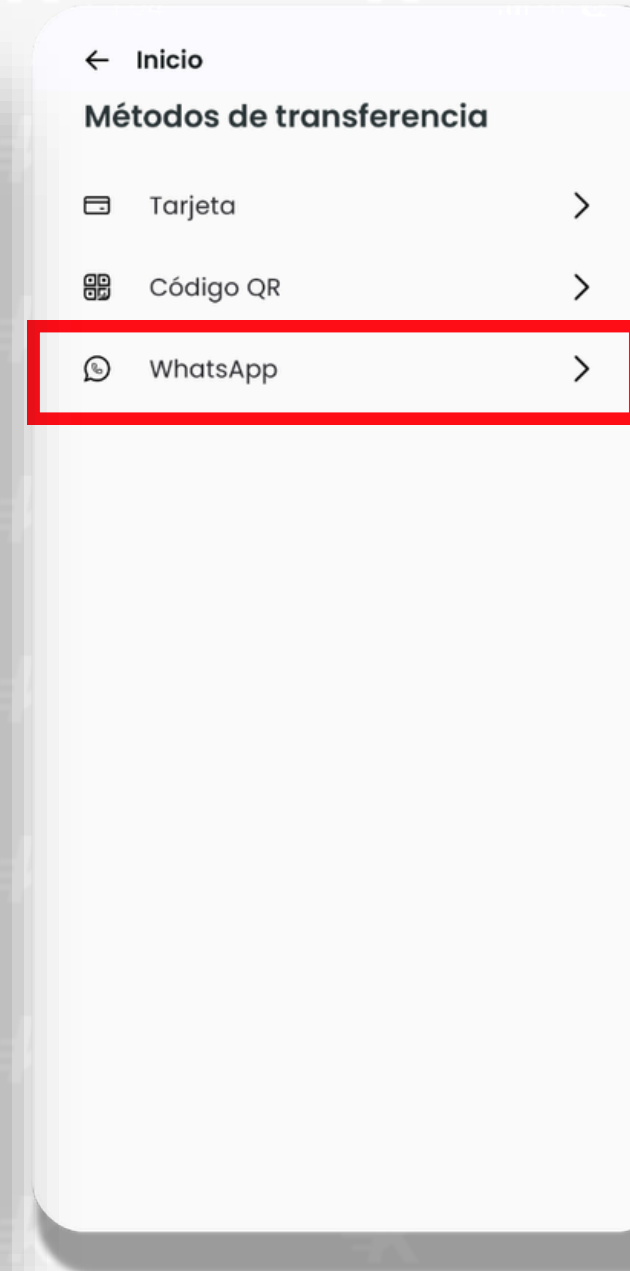 Inicio
Métodos de transferencia
Tarjeta
Código QR
WhatsApp